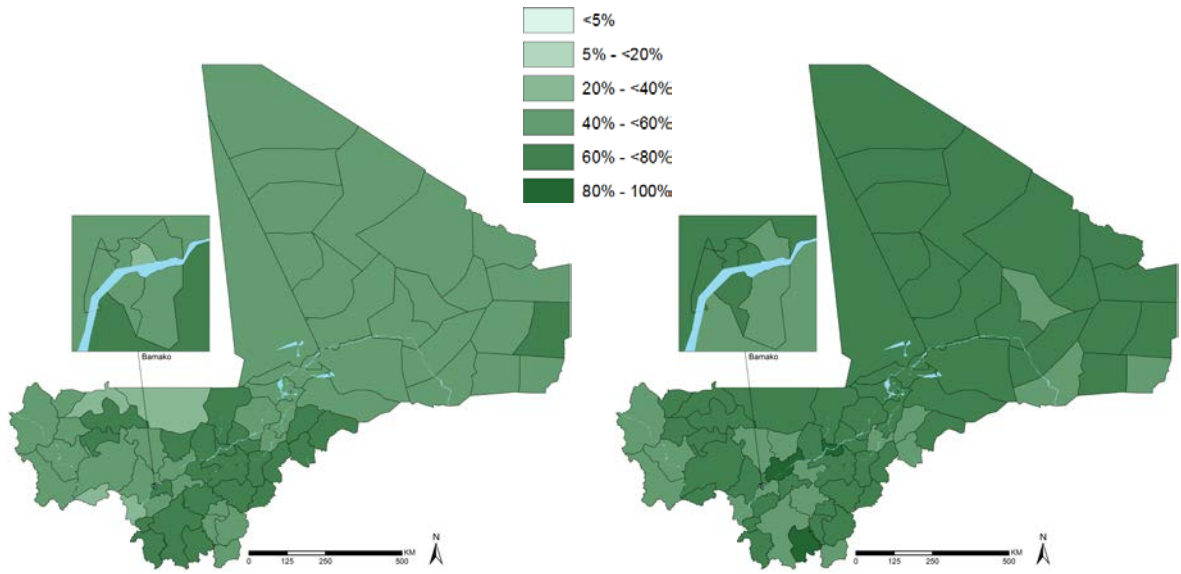 <5%
5% - <20%
20% - <40%
40% - <60%
60% - <80%
80% - 100%
Bamako
Bamako
KM
0 125 250 500
N
KM
0 125 250 500
N